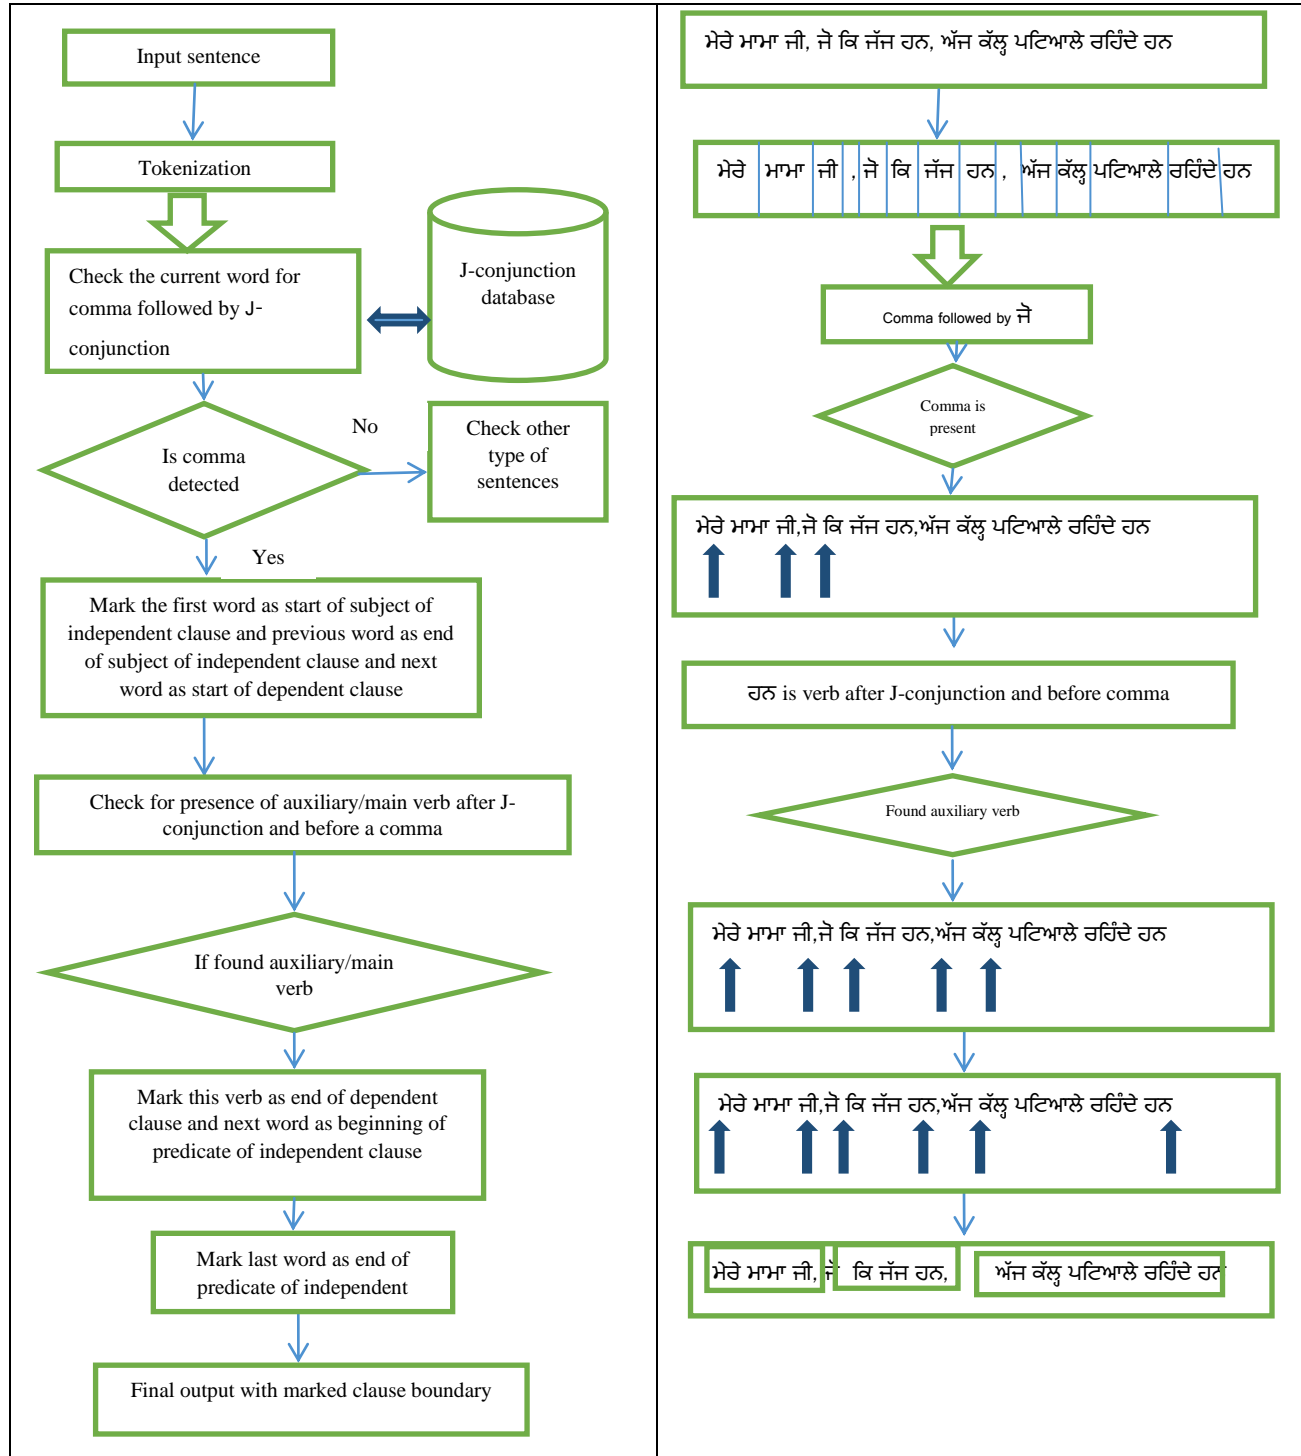 Input sentence
Tokenization
Check the current word for
comma followed by J-
conjunction
J-conjunction
database
Is comma
detected
No
Check other
type of
sentences
Yes
Mark the first word as start of subject of
independent clause and previous word as end
of subject of independent clause and next
word as start of dependent clause
Check for presence of auxiliary/main verb after J-
conjunction and before a comma
If found auxiliary/main
verb
Mark this verb as end of dependent
clause and next word as beginning of
predicate of independent clause
Mark last word as end of
predicate of independent
Final output with marked clause boundary
ਮੇਰੇ ਮਾਮਾ ਜੀ, ਜੋ ਕਿ ਜੱਜ ਹਨ, ਅੱਜ ਕੱਲ੍ਹ ਪਟਿਆਲੇ ਰਹਿੰਦੇ ਹਨ
ਮੇਰੇ ਮਾਮਾ ਜੀ , ਜੋ ਕਿ ਜੱਜ ਹਨ , ਅੱਜ ਕੱਲ੍ਹ ਪਟਿਆਲੇ ਰਹਿੰਦੇ ਹਨ
Comma followed by ਜੋ
Comma is
present
ਮੇਰੇ ਮਾਮਾ ਜੀ,ਜੋ ਕਿ ਜੱਜ ਹਨ,ਅੱਜ ਕੱਲ੍ਹ ਪਟਿਆਲੇ ਰਹਿੰਦੇ ਹਨ
ਹਨ is verb after J-conjunction and before comma
Found auxiliary verb
ਮੇਰੇ ਮਾਮਾ ਜੀ,ਜੋ ਕਿ ਜੱਜ ਹਨ,ਅੱਜ ਕੱਲ੍ਹ ਪਟਿਆਲੇ ਰਹਿੰਦੇ ਹਨ
ਮੇਰੇ ਮਾਮਾ ਜੀ,ਜੋ ਕਿ ਜੱਜ ਹਨ,ਅੱਜ ਕੱਲ੍ਹ ਪਟਿਆਲੇ ਰਹਿੰਦੇ ਹਨ
ਮੇਰੇ ਮਾਮਾ ਜੀ, ਜੋ ਕਿ ਜੱਜ ਹਨ, ਅੱਜ ਕੱਲ੍ਹ ਪਟਿਆਲੇ ਰਹਿੰਦੇ ਹਨ